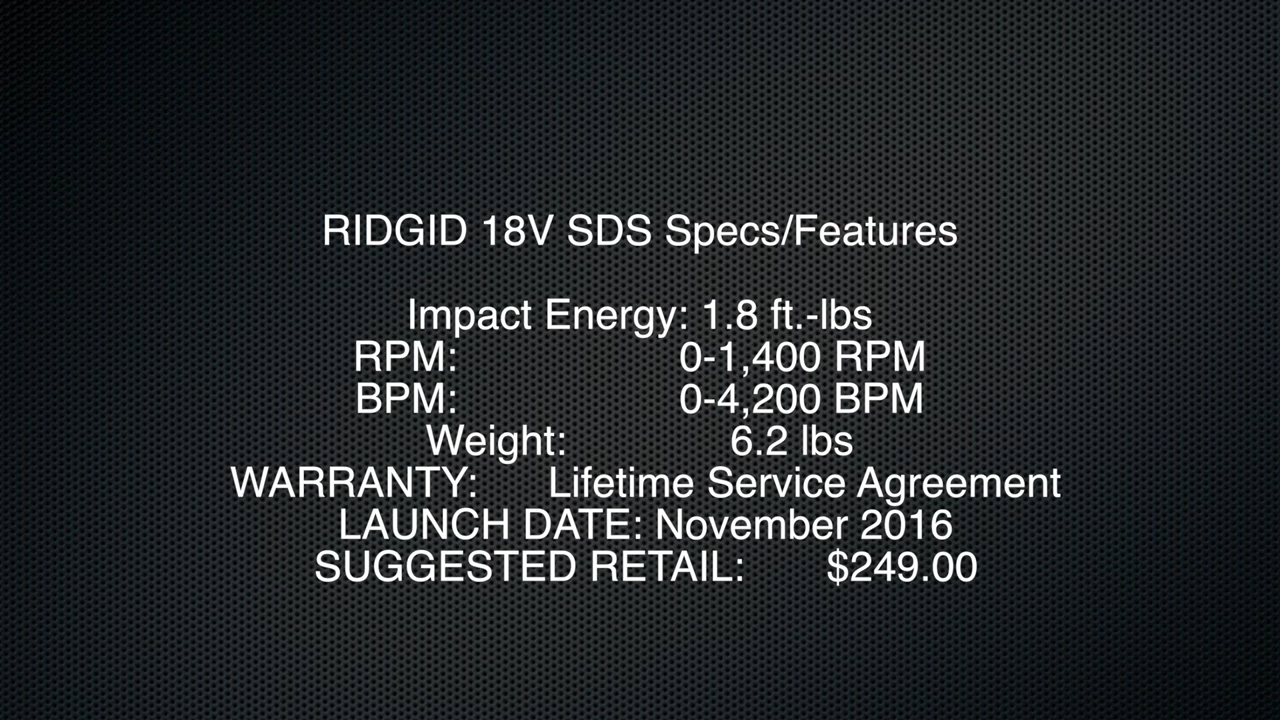 RIDGID 18V SDS Specs/Features
Impact Energy: 1.8 ft.-lbs
RPM: 0-1,400 RPM
BPM: 0-4,200 BPM
Weight: 6.2 lbs
WARRANTY: Lifetime Service Agreement
LAUNCH DATE: November 2016
SUGGESTED RETAIL: $249.00